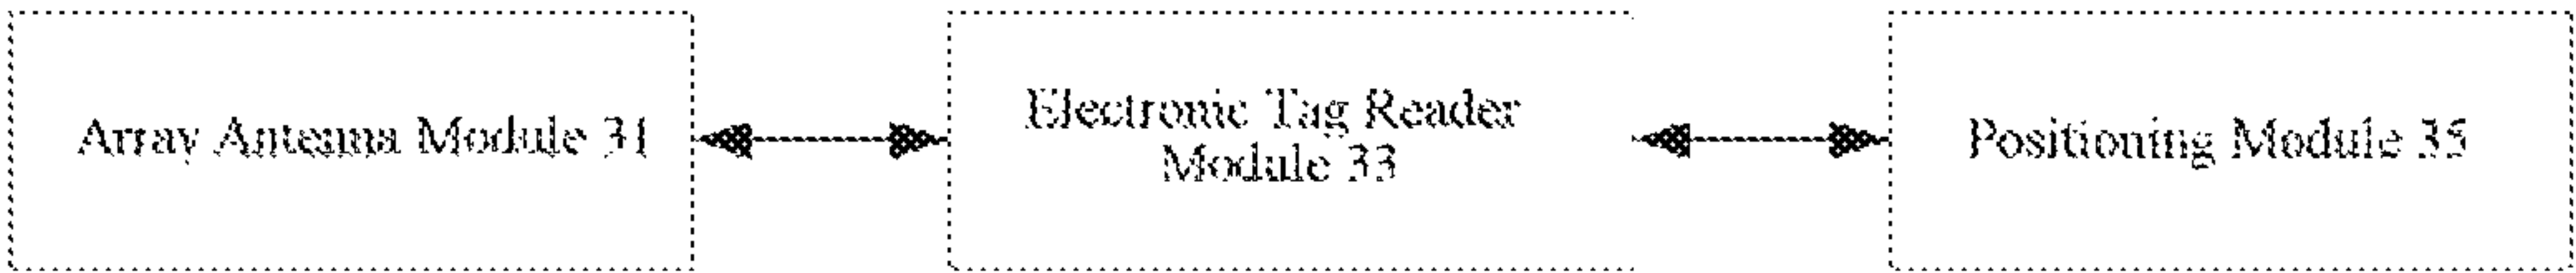 Array Antenna Module 31
Electronic Tag Reader
Module 33
Positioning Module 35